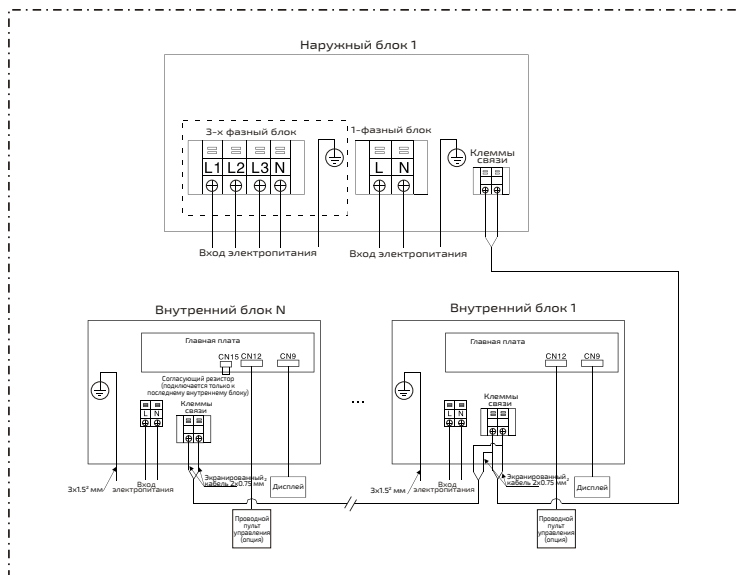 Наружный блок 1
3-х фазный блок
1-фазный блок
Клеммы
связи
L1 L2 L3 N
L N
Вход электропитания
Вход электропитания
Внутренний блок N
Главная плата
CN15 CN12 CN9
Согласующий резистор
(подключается только к
последнему внутреннему блоку)
Клеммы
связи
L N
3x1.5² мм
Вход
электропитания
Экранированный
кабель 2x0.75 мм²
Дисплей
Проводной
пульт
управления
(опция)
...
Внутренний блок 1
Главная плата
CN12 CN9
Клеммы
связи
L N
3x1.5² мм
Вход
электропитания
Экранированный
кабель 2x0.75 мм²
Дисплей
Проводной
пульт
управления
(опция)